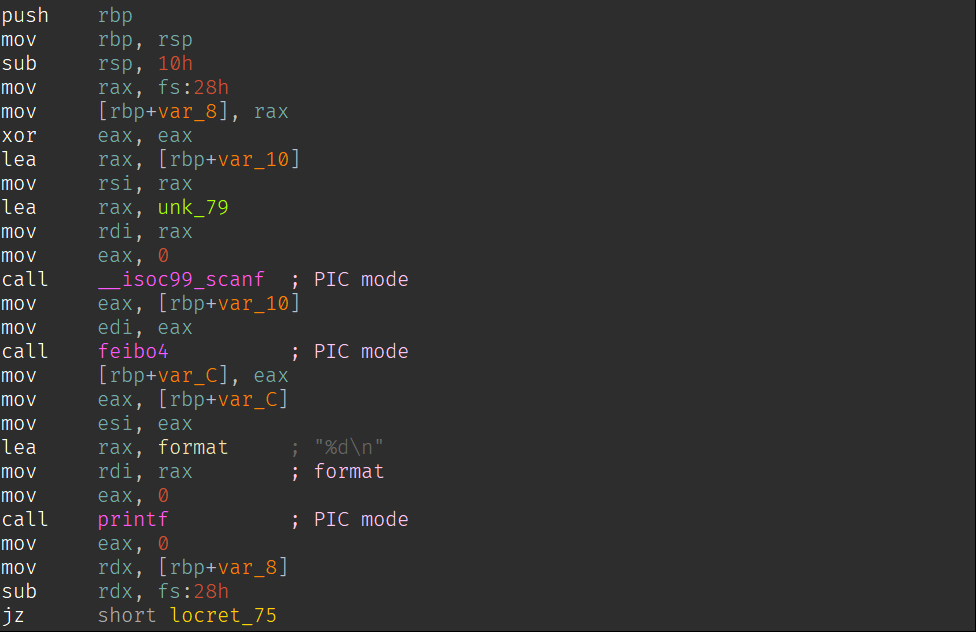 push rbp
mov rbp, rsp
sub rsp, 10h
mov rax, fs:28h
mov [rbp+var_8], rax
xor eax, eax
lea rax, [rbp+var_10]
mov rsi, rax
lea rax, unk_79
mov rdi, rax
mov eax, 0
call __isoc99_scanf ; PIC mode
mov eax, [rbp+var_10]
mov edi, eax
call feibo4 ; PIC mode
mov [rbp+var_C], eax
mov eax, [rbp+var_C]
mov esi, eax
lea rax, format ; "%d\n"
mov rdi, rax ; format
mov eax, 0
call printf ; PIC mode
mov eax, 0
mov rdx, [rbp+var_8]
sub rdx, fs:28h
jz short locret_75